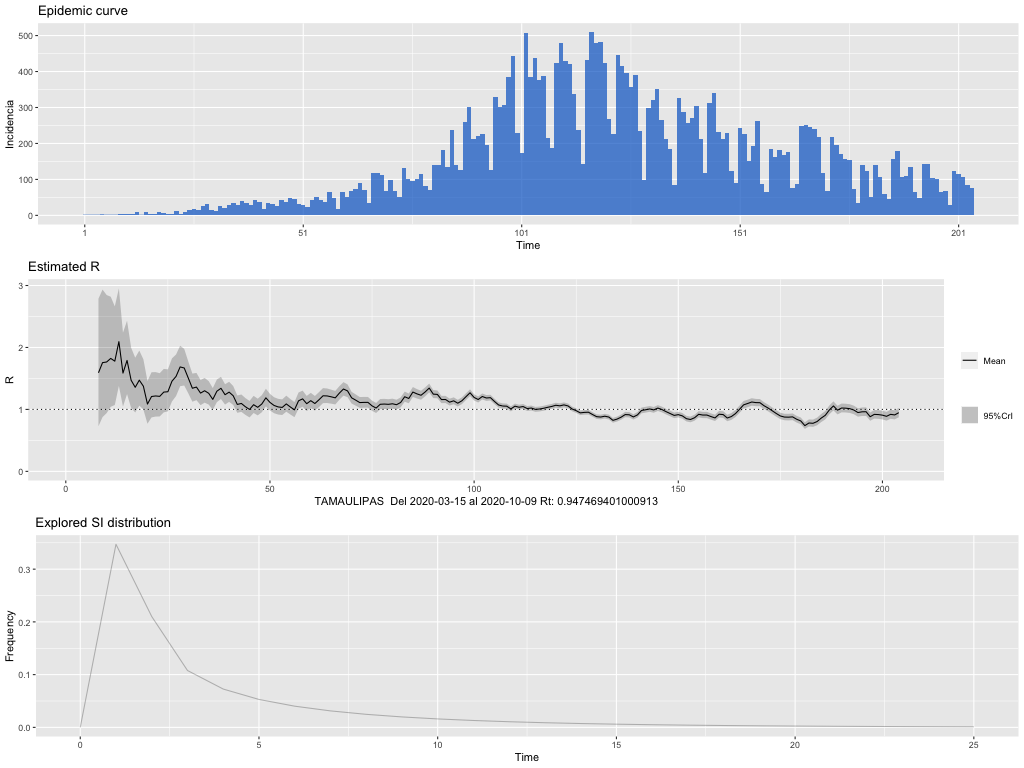 Epidemic curve
500
400
300
200
100
0
Incidencia
1 51 101 151 201
Time
Estimated R
3
2
1
0
R
Mean
95%CrI
0 50 100 150 200
TAMAULIPAS Del 2020-03-15 al 2020-10-09 Rt: 0.947469401000913
Explored SI distribution
0.3
0.2
0.1
0.0
Frequency
0 5 10 15 20 25
Time